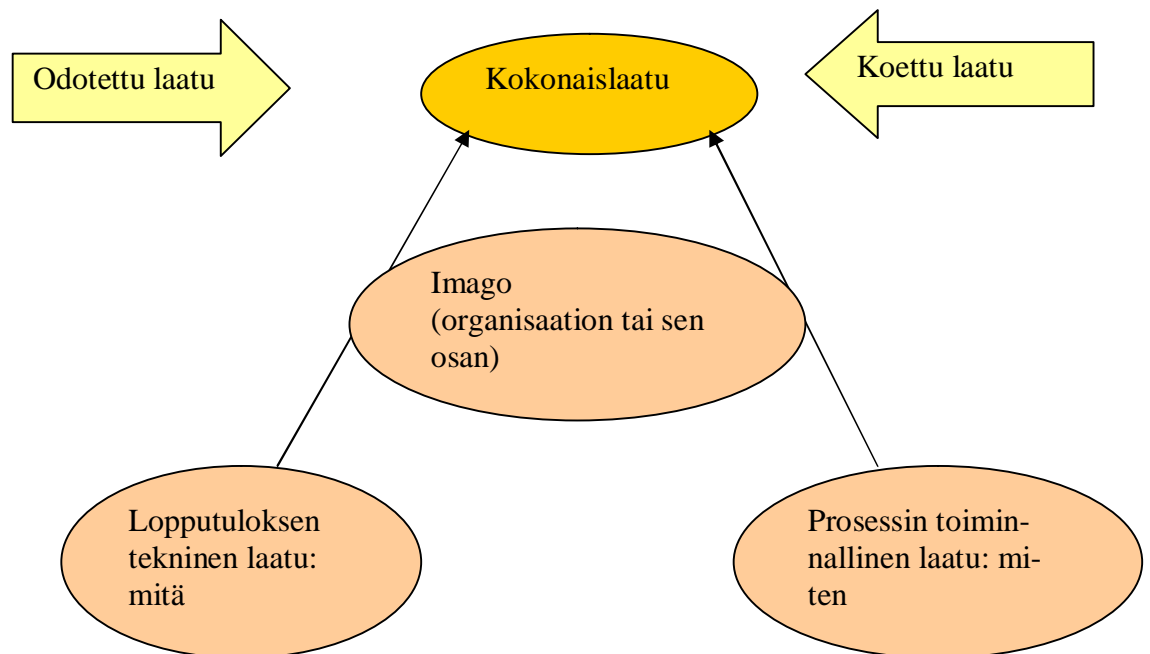 Odotettu laatu
Kokonaislaatu
Koettu laatu
Imago
(organisaation tai sen
osan)
Lopputuloksen
tekninen laatu:
mitä
Prosessin toimin-
nallinen laatu: mi-
ten